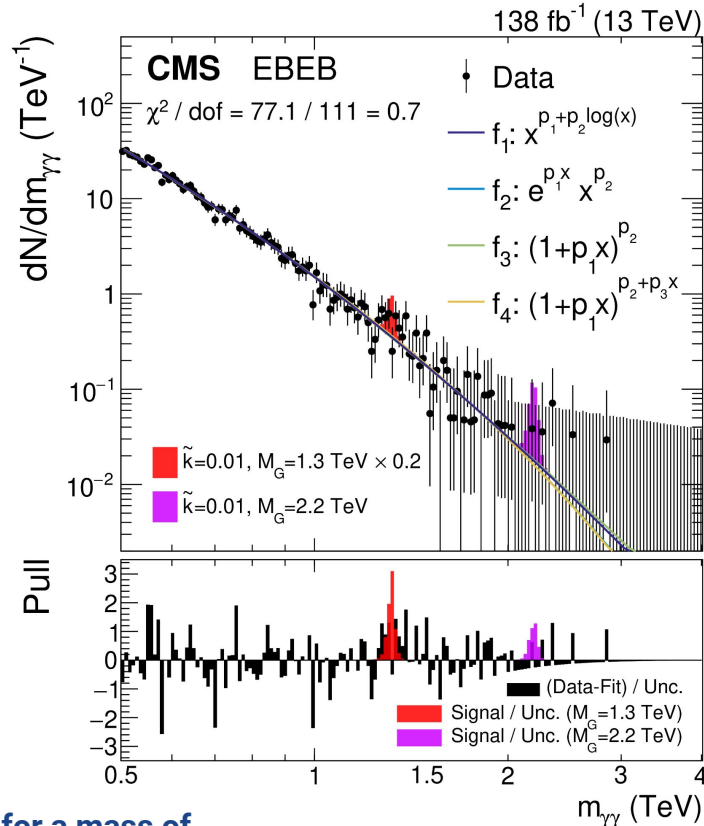 138 fb⁻¹ (13 TeV)
CMS EBEB
χ² / dof = 77.1 / 111 = 0.7
Data
f₁: x^{p₁+p₂log(x)}
f₂: e^{p₁x} x^{p₂}
f₃: (1+p₁x)^{p₂}
f₄: (1+p₁x)^{p₂+p₃x}
dN/dm_{γγ} (TeV⁻¹)
10²
10
1
10⁻¹
10⁻²
k̃=0.01, M_G=1.3 TeV × 0.2
k̃=0.01, M_G=2.2 TeV
Pull
3
2
1
0
−1
−2
−3
(Data-Fit) / Unc.
Signal / Unc. (M_G=1.3 TeV)
Signal / Unc. (M_G=2.2 TeV)
0.5 1 1.5 2 3 4
m_{γγ} (TeV)
for a mass of